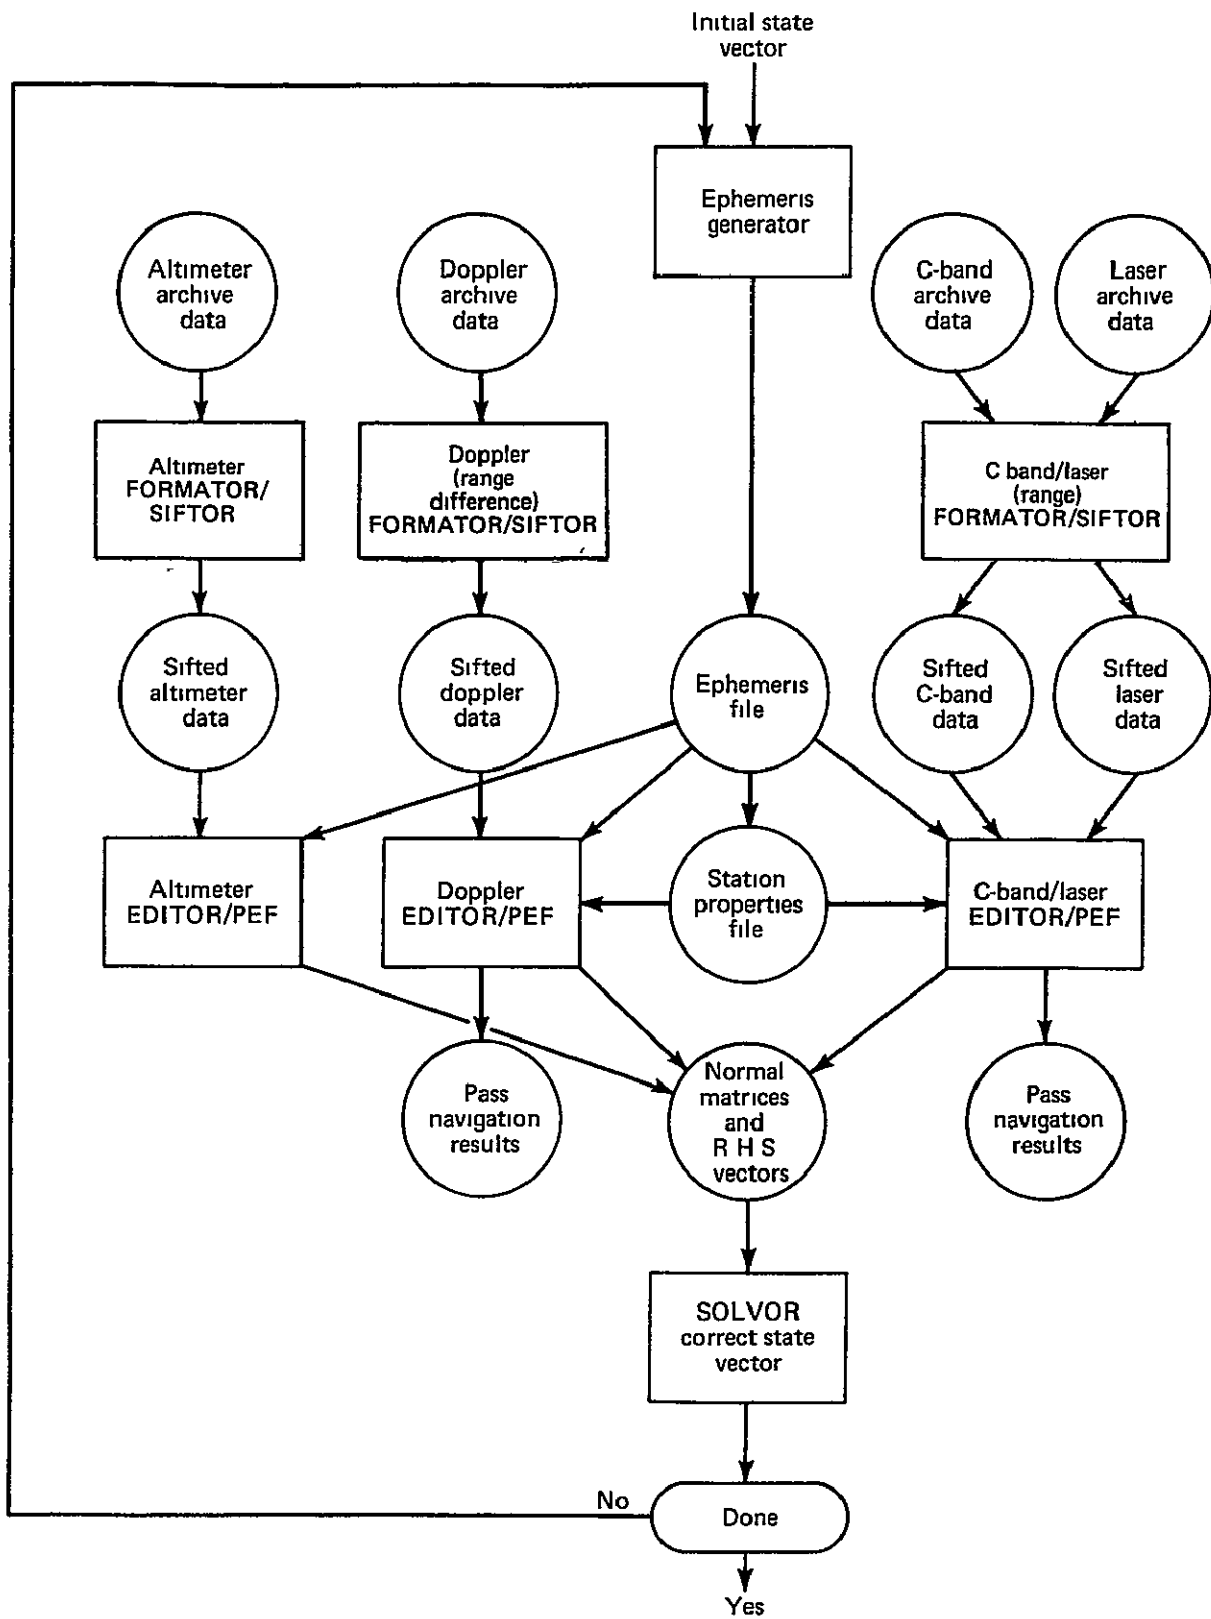 Initial state
vector
Ephemeris
generator
Altimeter
archive
data
Doppler
archive
data
C-band
archive
data
Laser
archive
data
Altimeter
FORMATOR/
SIFTOR
Doppler
(range
difference)
FORMATOR/SIFTOR
C band/laser
(range)
FORMATOR/SIFTOR
Sifted
altimeter
data
Sifted
doppler
data
Ephemeris
file
Sifted
C-band
data
Sifted
laser
data
Altimeter
EDITOR/PEF
Doppler
EDITOR/PEF
Station
properties
file
C-band/laser
EDITOR/PEF
Pass
navigation
results
Normal
matrices
and
R H S
vectors
Pass
navigation
results
SOLVOR
correct state
vector
No
Done
Yes